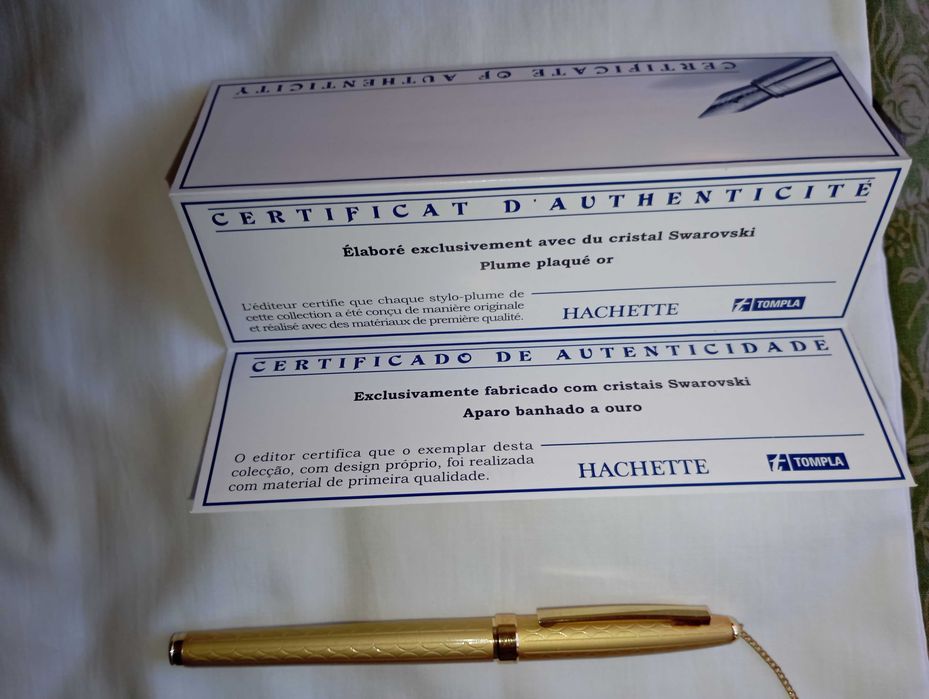 CERTIFICATE OF AUTHENTICITY
CERTIFICAT D'AUTHENTICITÉ
Élaboré exclusivement avec du cristal Swarovski
Plume plaqué or
L'éditeur certifie que chaque stylo-plume de
cette collection a été conçu de manière originale
et réalisé avec des matériaux de première qualité.
HACHETTE
TOMPLA
CERTIFICADO DE AUTENTICIDADE
Exclusivamente fabricado com cristais Swarovski
Aparo banhado a ouro
O editor certifica que o exemplar desta
colecção, com design próprio, foi realizada
com material de primeira qualidade.
HACHETTE
TOMPLA